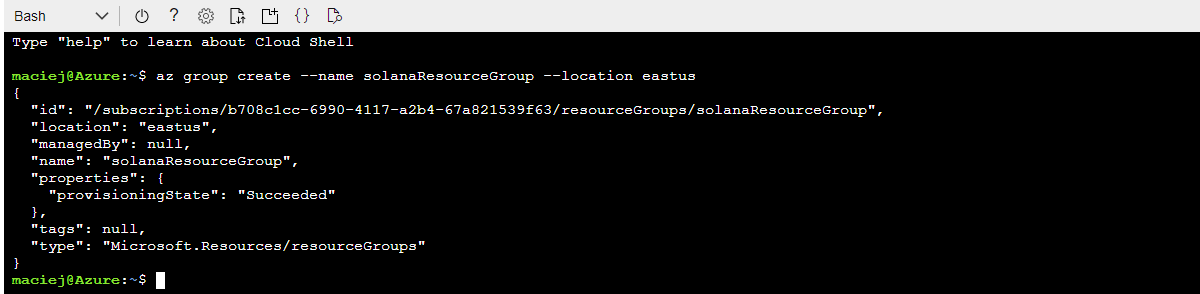 Bash ? {}
Type "help" to learn about Cloud Shell
maciej@Azure:~$ az group create --name solanaResourceGroup --location eastus
{
  "id": "/subscriptions/b708c1cc-6990-4117-a2b4-67a821539f63/resourceGroups/solanaResourceGroup",
  "location": "eastus",
  "managedBy": null,
  "name": "solanaResourceGroup",
  "properties": {
    "provisioningState": "Succeeded"
  },
  "tags": null,
  "type": "Microsoft.Resources/resourceGroups"
}
maciej@Azure:~$